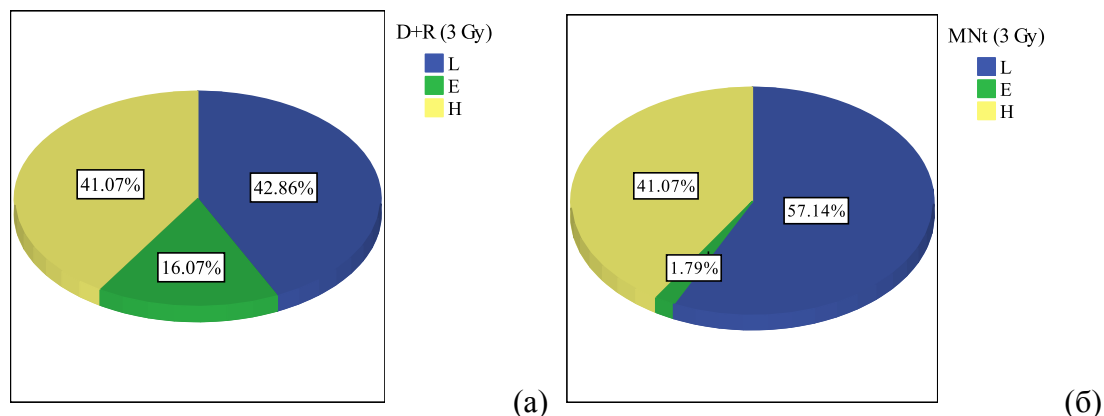 D+R (3 Gy)
L
E
H
41.07%
42.86%
16.07%
(а)
MNt (3 Gy)
L
E
H
41.07%
57.14%
1.79%
(б)